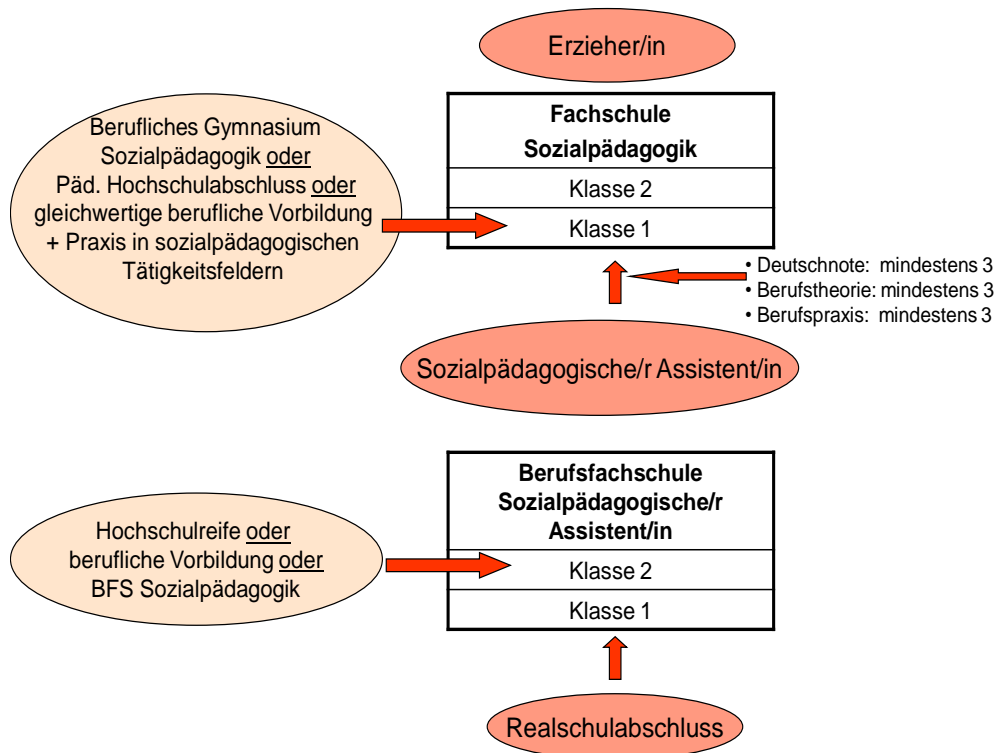 Erzieher/in
Fachschule
Sozialpädagogik
Klasse 2
Klasse 1
Berufliches Gymnasium
Sozialpädagogik oder
Päd. Hochschulabschluss oder
gleichwertige berufliche Vorbildung
+ Praxis in sozialpädagogischen
Tätigkeitsfeldern
• Deutschnote: mindestens 3
• Berufstheorie: mindestens 3
• Berufspraxis: mindestens 3
Sozialpädagogische/r Assistent/in
Berufsfachschule
Sozialpädagogische/r
Assistent/in
Klasse 2
Klasse 1
Hochschulreife oder
berufliche Vorbildung oder
BFS Sozialpädagogik
Realschulabschluss